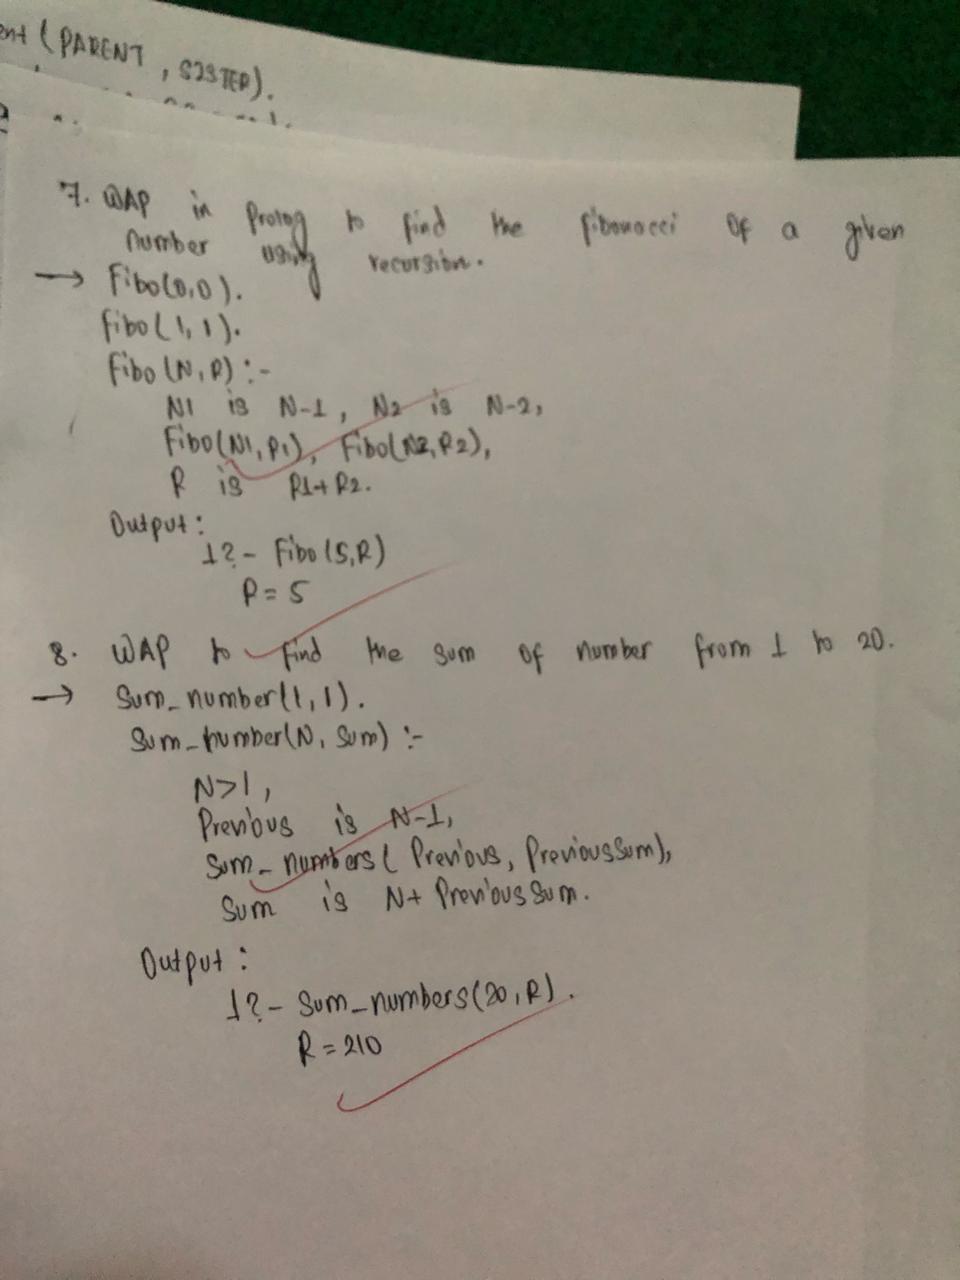 ent (PARENT, S2STER).
7. WAP in Prolog to find the fibonocci of a given
number using recursion.
→ Fibo(0,0).
fibo(1,1).
Fibo(N,R) :-
N1 is N-1, N2 is N-2,
Fibo(N1,R1), Fibo(N2,R2),
R is R1+R2.
Output:
1?- Fibo(5,R)
R = 5
8. WAP to find the sum of number from 1 to 20.
→ Sum_number(1,1).
Sum_number(N, Sum) :-
N>1,
Previous is N-1,
Sum_numbers( Previous, PreviousSum),
Sum is N+ PreviousSum.
Output:
1?- Sum_numbers(20,R).
R = 210